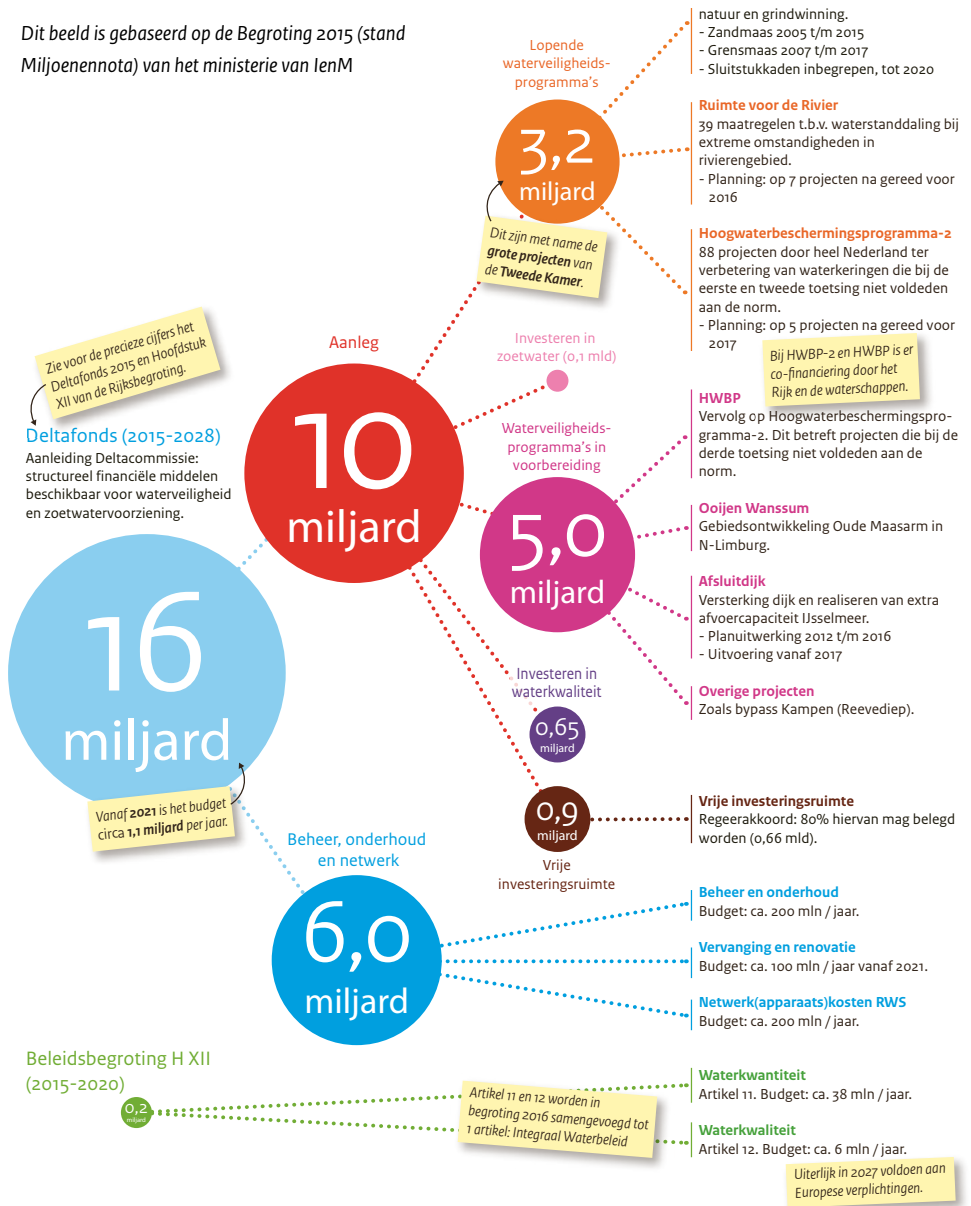 Dit beeld is gebaseerd op de Begroting 2015 (stand
Miljoenennota) van het ministerie van IenM
Lopende
waterveiligheids-
programma's
3,2
miljard
Dit zijn met name de
grote projecten van
de Tweede Kamer.
natuur en grindwinning.
- Zandmaas 2005 t/m 2015
- Grensmaas 2007 t/m 2017
- Sluitstukkaden inbegrepen, tot 2020
Ruimte voor de Rivier
39 maatregelen t.b.v. waterstanddaling bij
extreme omstandigheden in
rivierengebied.
- Planning: op 7 projecten na gereed voor
2016
Hoogwaterbeschermingsprogramma-2
88 projecten door heel Nederland ter
verbetering van waterkeringen die bij de
eerste en tweede toetsing niet voldeden
aan de norm.
- Planning: op 5 projecten na gereed voor
2017
Bij HWBP-2 en HWBP is er
co-financiering door het
Rijk en de waterschappen.
Zie voor de precieze cijfers het
Deltafonds 2015 en Hoofdstuk
XII van de Rijksbegroting.
Deltafonds (2015-2028)
Aanleiding Deltacommissie:
structureel financiële middelen
beschikbaar voor waterveiligheid
en zoetwatervoorziening.
16
miljard
Vanaf 2021 is het budget
circa 1,1 miljard per jaar.
Aanleg
10
miljard
Investeren in
zoetwater (0,1 mld)
Waterveiligheids-
programma's in
voorbereiding
5,0
miljard
HWBP
Vervolg op Hoogwaterbeschermingspro-
gramma-2. Dit betreft projecten die bij de
derde toetsing niet voldeden aan de
norm.
Ooijen Wanssum
Gebiedsontwikkeling Oude Maasarm in
N-Limburg.
Afsluitdijk
Versterking dijk en realiseren van extra
afvoercapaciteit IJsselmeer.
- Planuitwerking 2012 t/m 2016
- Uitvoering vanaf 2017
Overige projecten
Zoals bypass Kampen (Reevediep).
Investeren in
waterkwaliteit
0,65
miljard
0,9
miljard
Vrije
investeringsruimte
Vrije investeringsruimte
Regeerakkoord: 80% hiervan mag belegd
worden (0,66 mld).
Beheer, onderhoud
en netwerk
6,0
miljard
Beheer en onderhoud
Budget: ca. 200 mln / jaar.
Vervanging en renovatie
Budget: ca. 100 mln / jaar vanaf 2021.
Netwerk(apparaats)kosten RWS
Budget: ca. 200 mln / jaar.
Beleidsbegroting H XII
(2015-2020)
0,2
miljard
Artikel 11 en 12 worden in
begroting 2016 samengevoegd tot
1 artikel: Integraal Waterbeleid
Waterkwantiteit
Artikel 11. Budget: ca. 38 mln / jaar.
Waterkwaliteit
Artikel 12. Budget: ca. 6 mln / jaar.
Uiterlijk in 2027 voldoen aan
Europese verplichtingen.